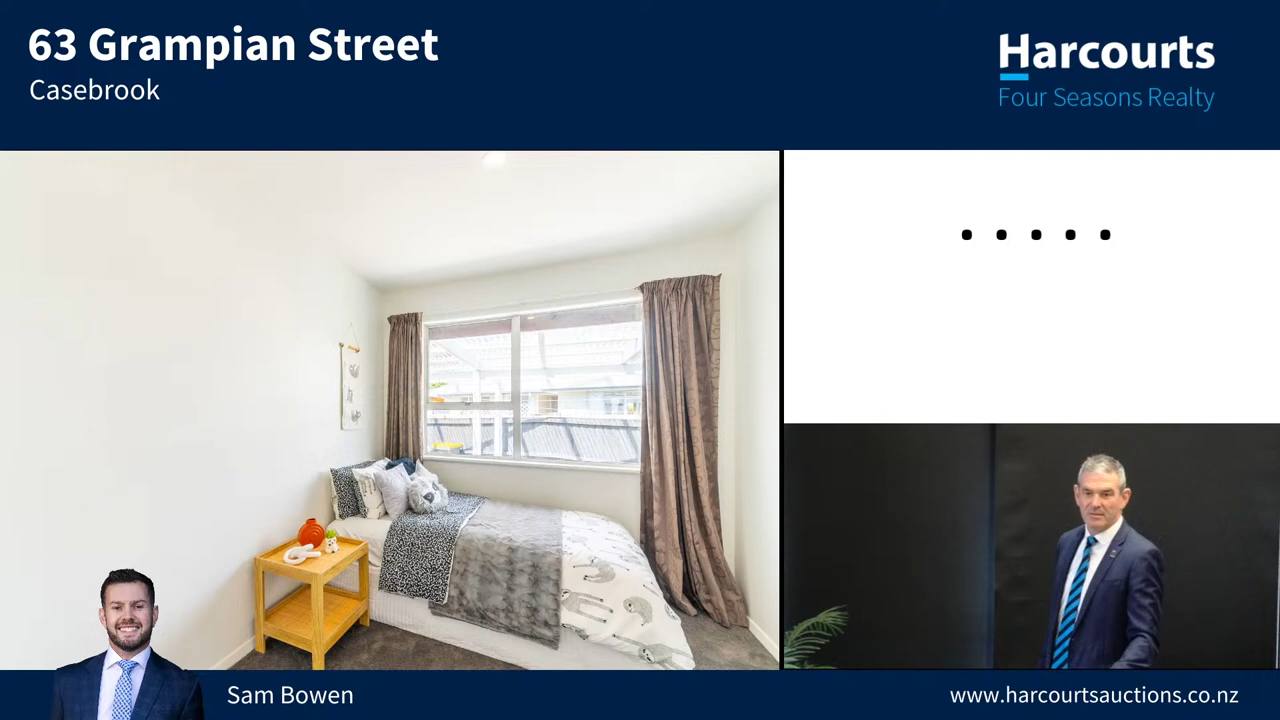 63 Grampian Street
Casebrook
Harcourts
Four Seasons Realty
.....
Sam Bowen
www.harcourtsauctions.co.nz